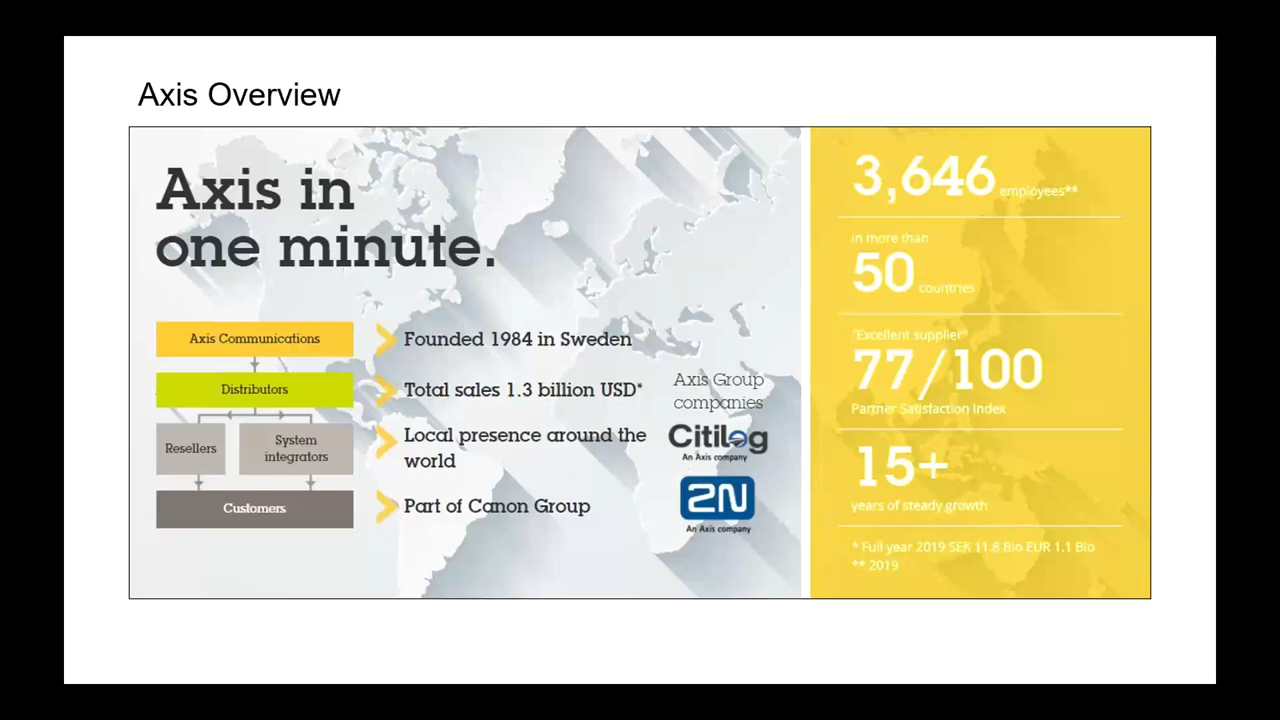 Axis Overview
Axis in
one minute.
Axis Communications
Distributors
Resellers
System
integrators
Customers
Founded 1984 in Sweden
Total sales 1.3 billion USD*
Local presence around the
world
Part of Canon Group
Axis Group
companies
Citilog
An Axis company
2N
An Axis company
3,646 employees**
in more than
50 countries
"Excellent supplier"
77/100
Partner Satisfaction Index
15+
years of steady growth
* Full year 2019 SEK 11.8 Bio EUR 1.1 Bio
** 2019